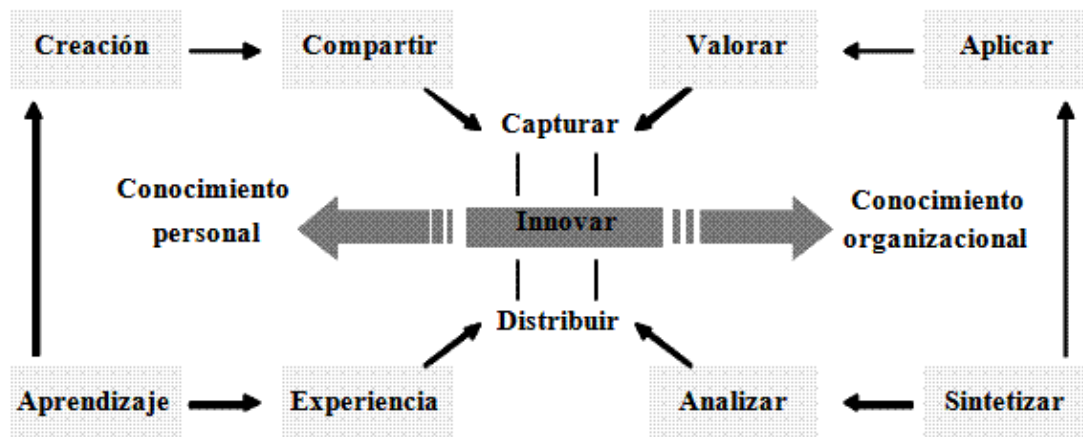 Creación
Compartir
Valorar
Aplicar
Capturar
Conocimiento
personal
Innovar
Conocimiento
organizacional
Distribuir
Aprendizaje
Experiencia
Analizar
Sintetizar